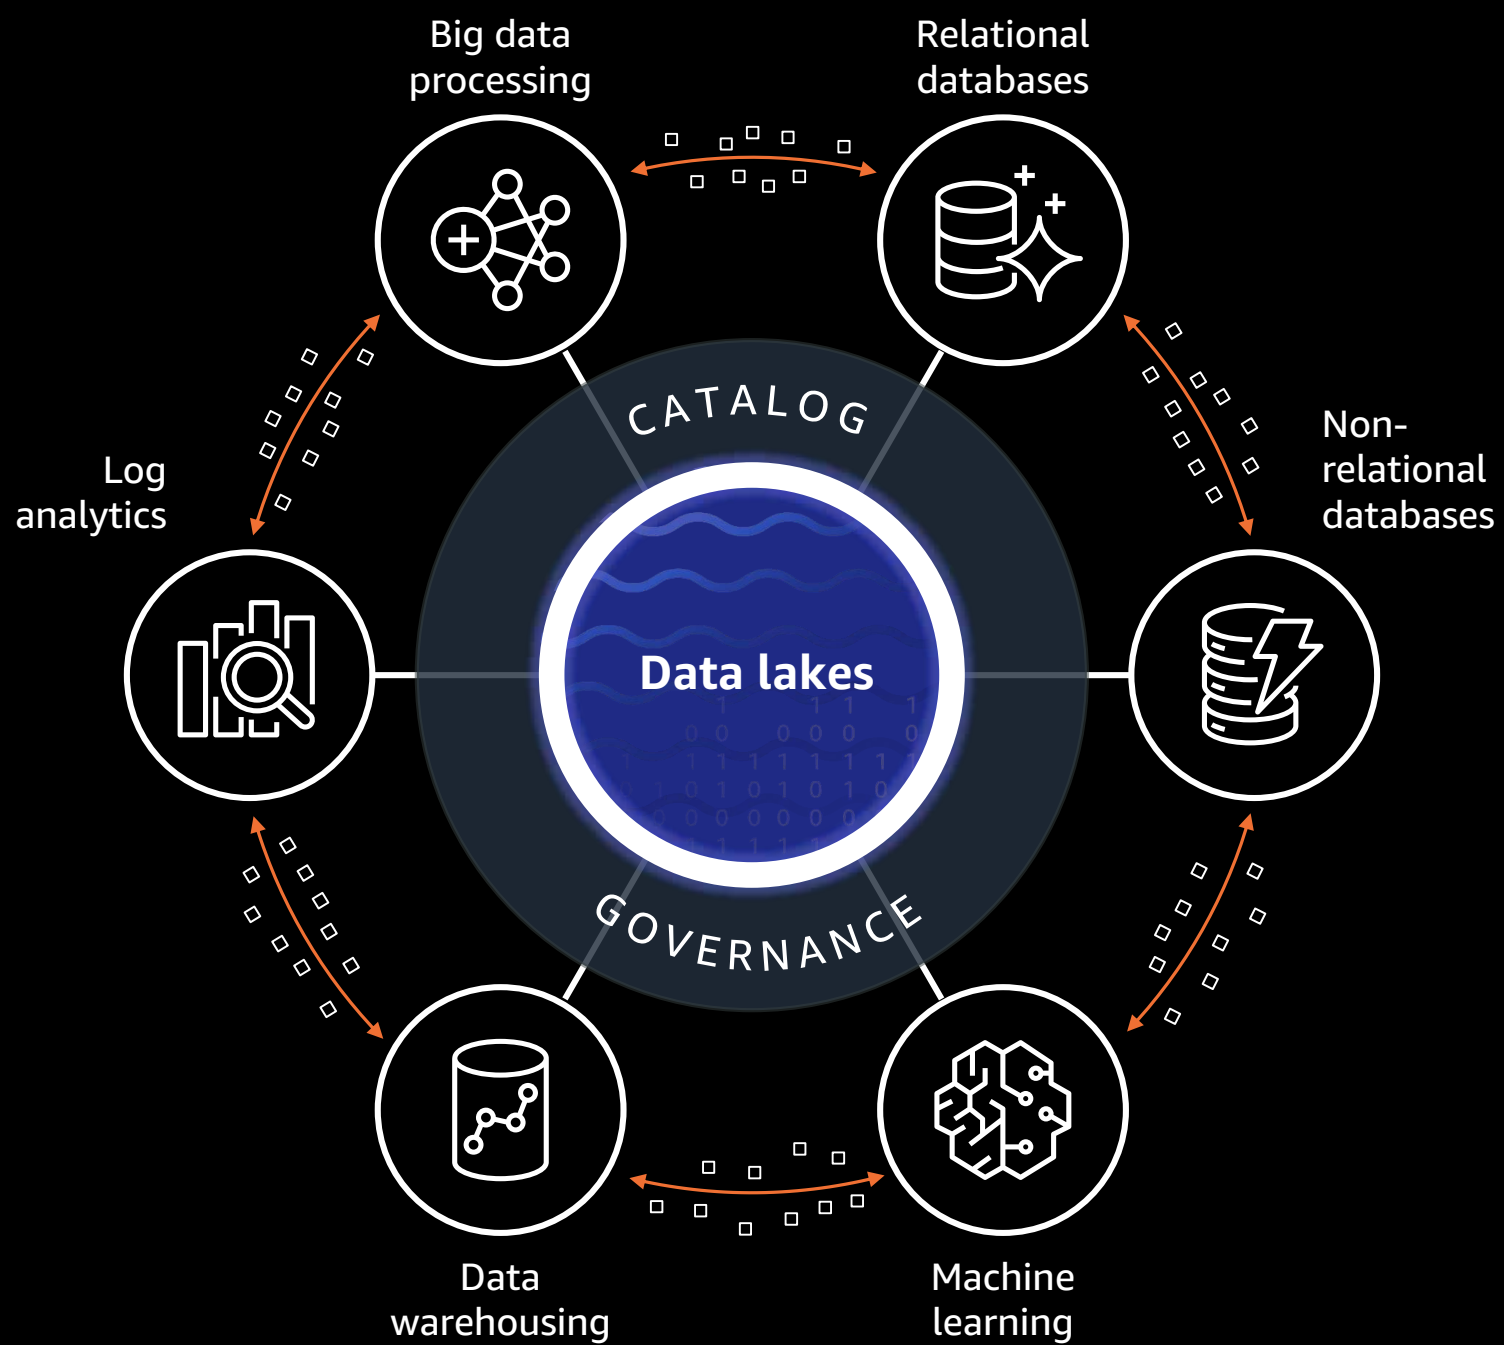 Big data
processing
Relational
databases
Non-
relational
databases
Log
analytics
CATALOG
Data lakes
GOVERNANCE
Data
warehousing
Machine
learning